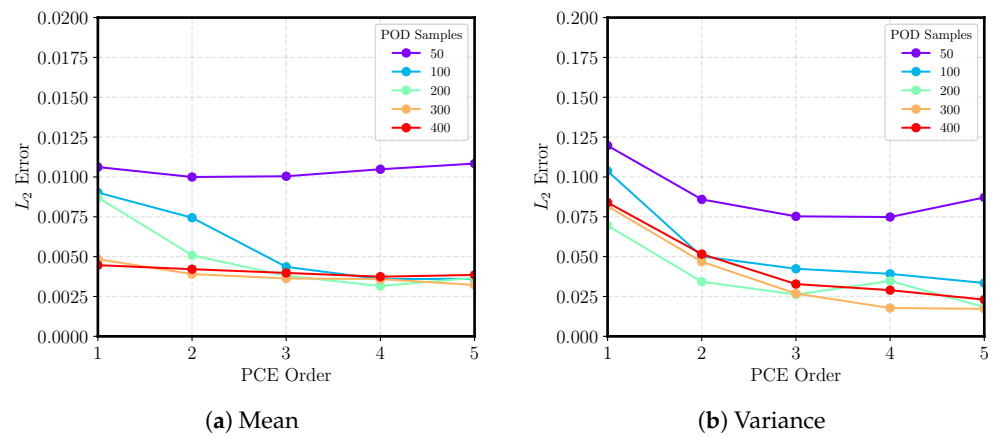 0.0200
0.0175
0.0150
0.0125
0.0100
0.0075
0.0050
0.0025
0.0000
L2 Error
1 2 3 4 5
PCE Order
POD Samples
50
100
200
300
400
(a) Mean
0.200
0.175
0.150
0.125
0.100
0.075
0.050
0.025
0.000
L2 Error
1 2 3 4 5
PCE Order
POD Samples
50
100
200
300
400
(b) Variance